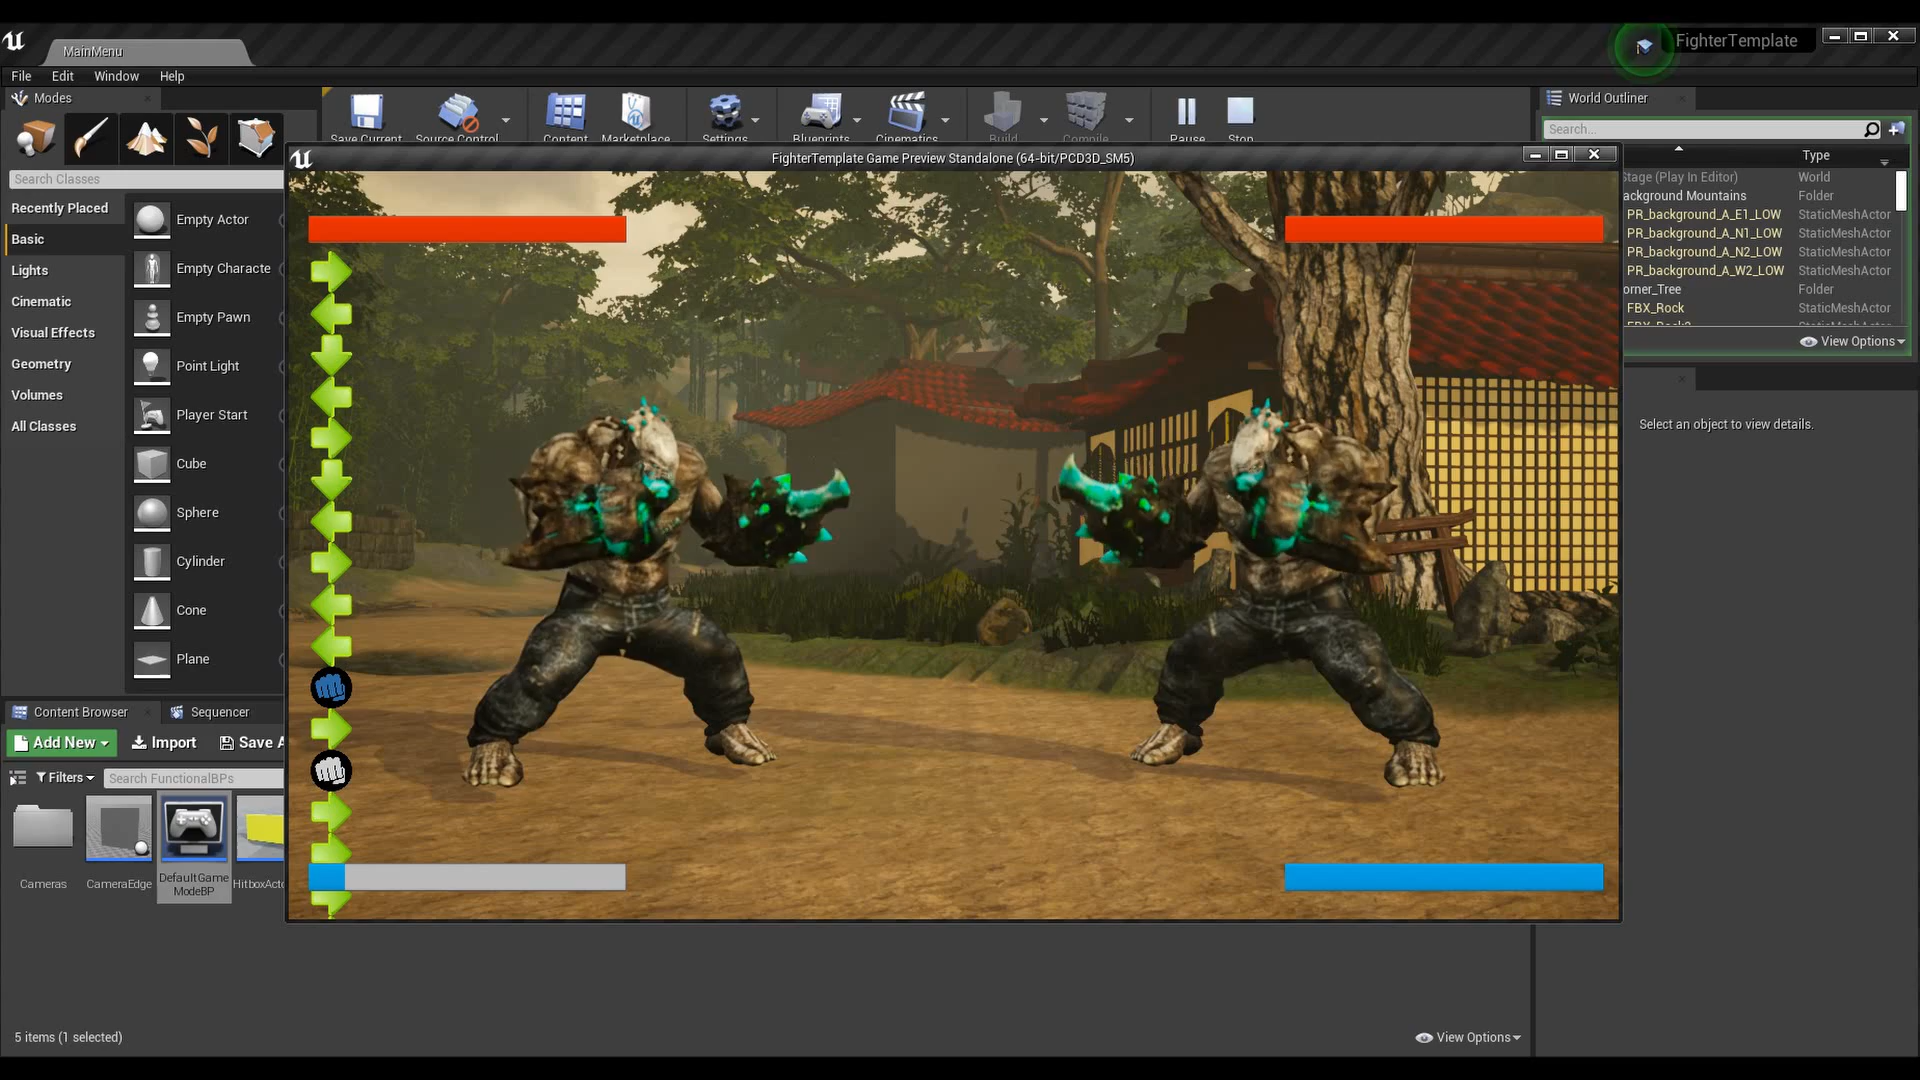 MainMenu
FighterTemplate
File Edit Window Help
Modes
Save Current Source Control Content Marketplace Settings Blueprints Cinematics Build Compile Pause Stop
World Outliner
Search...
Search Classes
Recently Placed
Basic
Lights
Cinematic
Visual Effects
Geometry
Volumes
All Classes
Empty Actor
Empty Characte
Empty Pawn
Point Light
Player Start
Cube
Sphere
Cylinder
Cone
Plane
FighterTemplate Game Preview Standalone (64-bit/PCD3D_SM5)
Type
Stage (Play In Editor) World
ackground Mountains Folder
PR_background_A_E1_LOW StaticMeshActor
PR_background_A_N1_LOW StaticMeshActor
PR_background_A_N2_LOW StaticMeshActor
PR_background_A_W2_LOW StaticMeshActor
orner_Tree Folder
FBX_Rock StaticMeshActor
View Options
Select an object to view details.
Content Browser Sequencer
Add New Import Save A
Filters Search FunctionalBPs
Cameras
CameraEdge
DefaultGame
ModeBP
HitboxActo
5 items (1 selected)
View Options